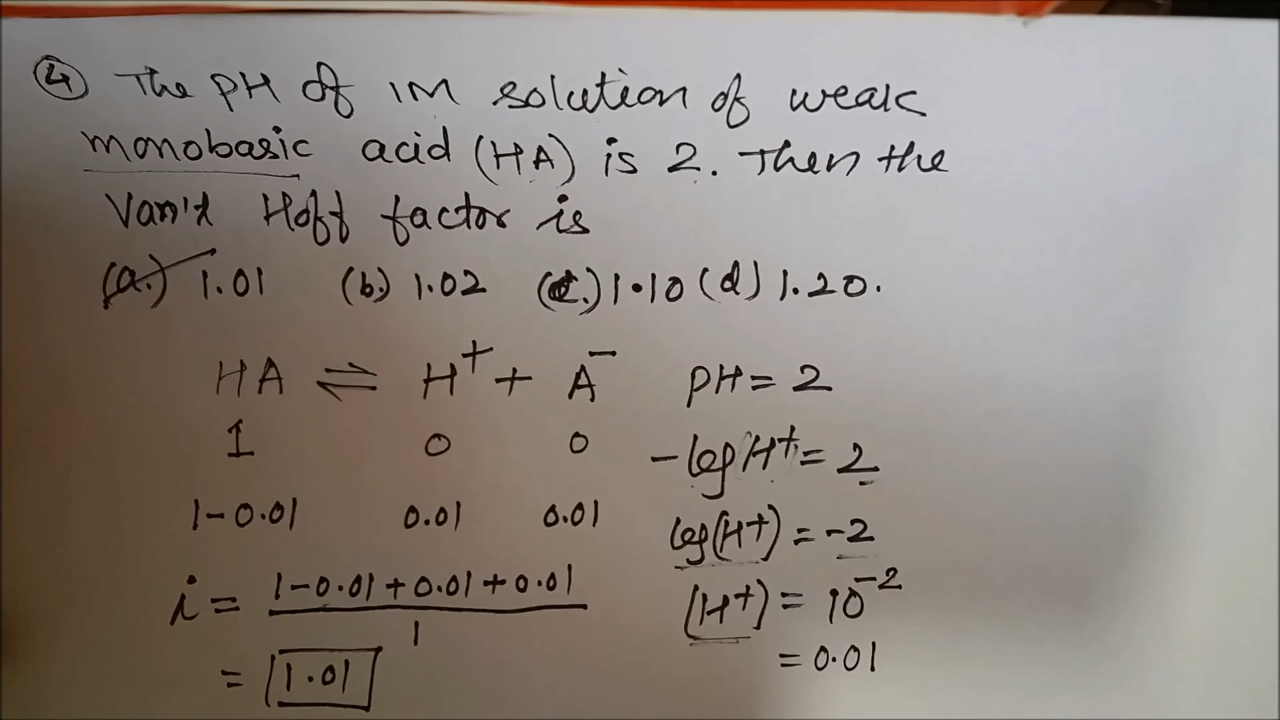 ④ The PH of 1M solution of weak
monobasic acid (HA) is 2. Then the
Van't Hoff factor is
(a.) 1.01 (b.) 1.02 (c.) 1.10 (d) 1.20.
HA ⇌ H⁺ + A⁻ PH = 2
1 0 0 -log H⁺ = 2
1-0.01 0.01 0.01 log(H⁺) = -2
i = 1-0.01+0.01+0.01 / 1 (H⁺) = 10⁻²
= 1.01 = 0.01